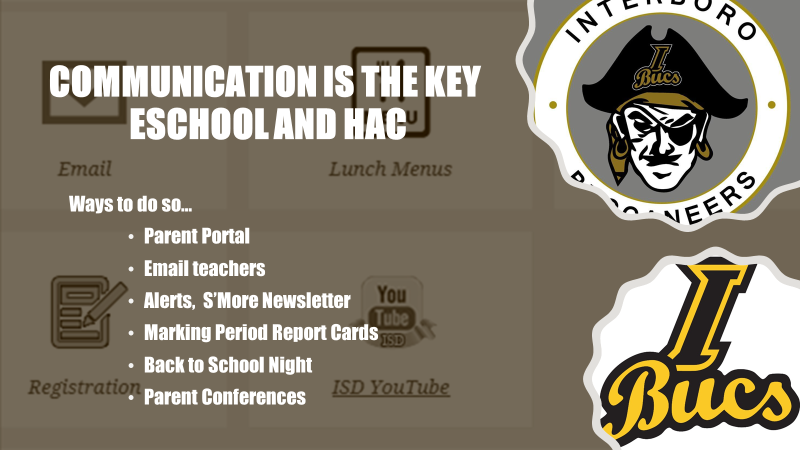 COMMUNICATION IS THE KEY
ESCHOOL AND HAC
Email
Lunch Menus
Ways to do so...
• Parent Portal
• Email teachers
• Alerts,  S'More Newsletter
• Marking Period Report Cards
• Back to School Night
• Parent Conferences
You
Tube
ISD
Registration
ISD YouTube
INTERBORO
I
Bucs
BUCCANEERS
I
Bucs